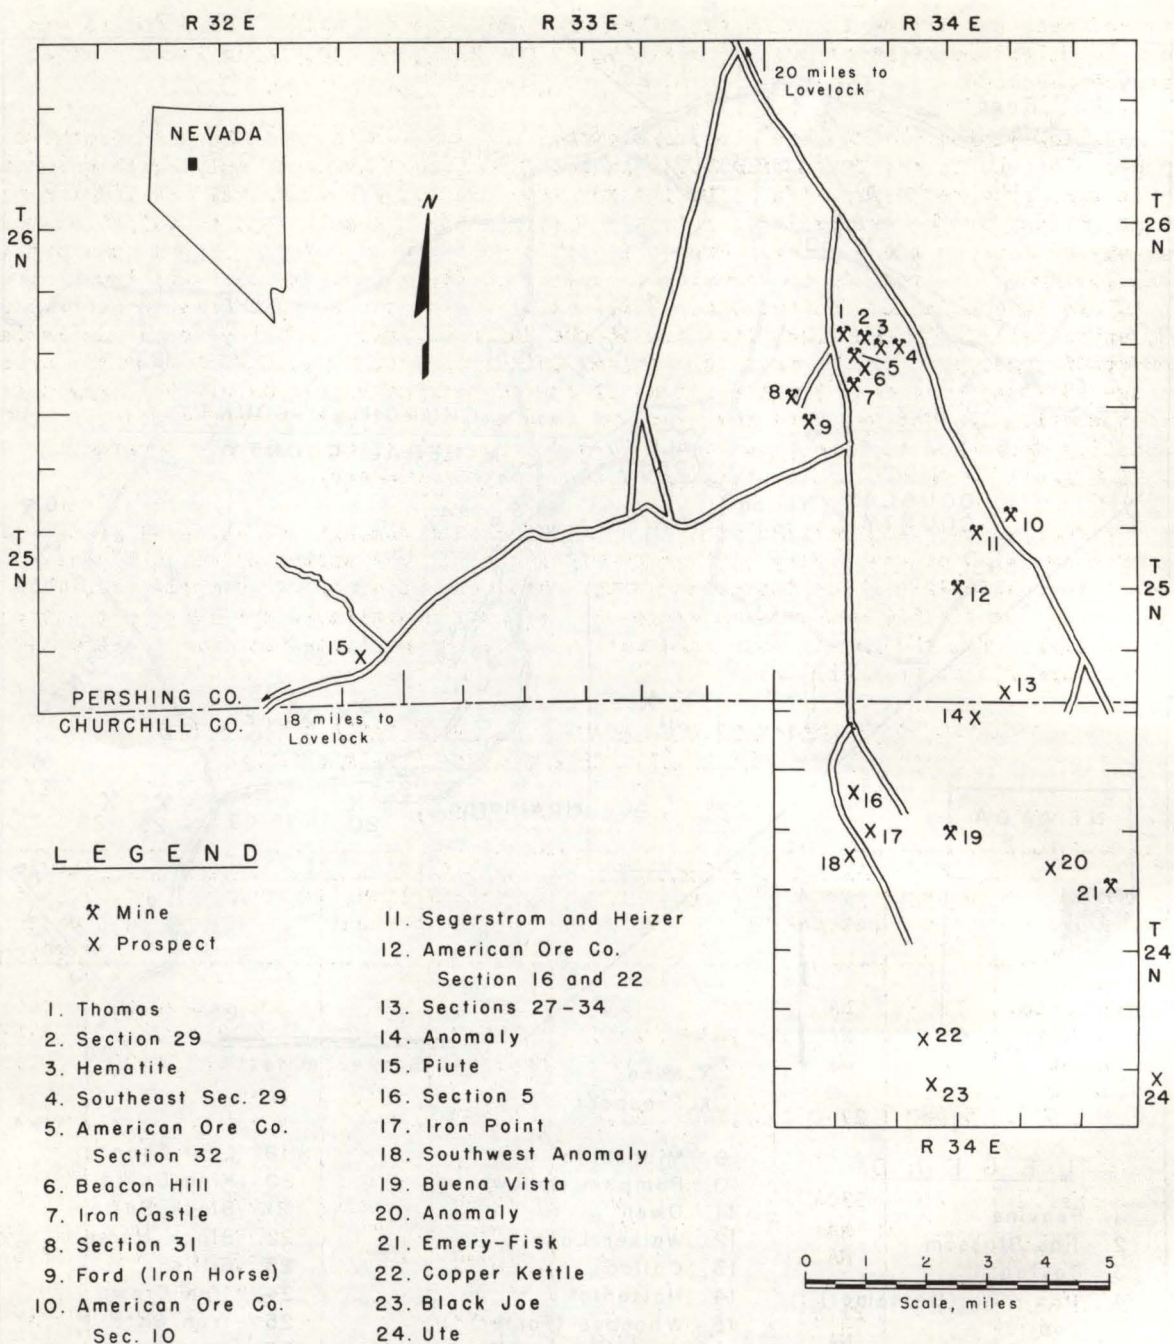 R 32 E
R 33 E
R 34 E
20 miles to
Lovelock
NEVADA
N
T
26
N
T
26
N
1
2
3
4
5
6
7
8
9
10
11
12
T
25
N
T
25
N
15
13
14
PERSHING CO.
CHURCHILL CO.
18 miles to
Lovelock
16
17
18
19
20
21
T
24
N
22
23
24
R 34 E
LEGEND
Mine
X Prospect
1. Thomas
2. Section 29
3. Hematite
4. Southeast Sec. 29
5. American Ore Co.
Section 32
6. Beacon Hill
7. Iron Castle
8. Section 31
9. Ford (Iron Horse)
10. American Ore Co.
Sec. 10
11. Segerstrom and Heizer
12. American Ore Co.
Section 16 and 22
13. Sections 27-34
14. Anomaly
15. Piute
16. Section 5
17. Iron Point
18. Southwest Anomaly
19. Buena Vista
20. Anomaly
21. Emery-Fisk
22. Copper Kettle
23. Black Joe
24. Ute
0 1 2 3 4 5
Scale, miles